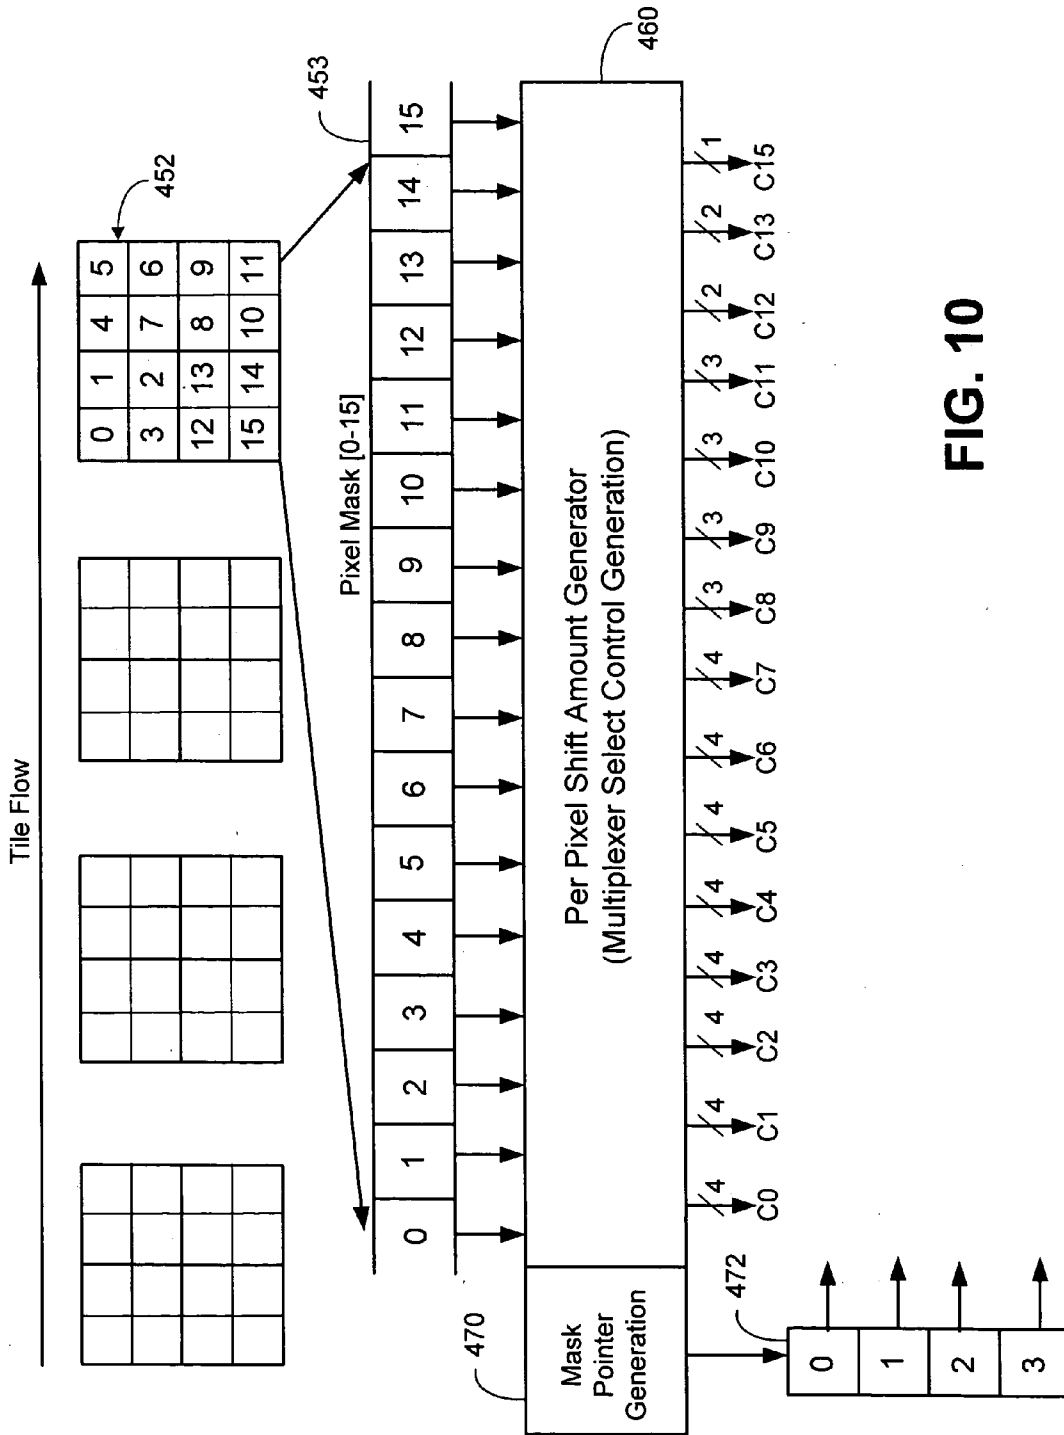 Tile Flow
452
0 1 4 5
3 2 7 6
12 13 8 9
15 14 10 11
Pixel Mask [0-15]
453
0 1 2 3 4 5 6 7 8 9 10 11 12 13 14 15
470
Mask
Pointer
Generation
Per Pixel Shift Amount Generator
(Multiplexer Select Control Generation)
460
4 4 4 4 4 4 4 4 3 3 3 3 2 2 1
C0 C1 C2 C3 C4 C5 C6 C7 C8 C9 C10 C11 C12 C13 C15
472
0
1
2
3
FIG. 10